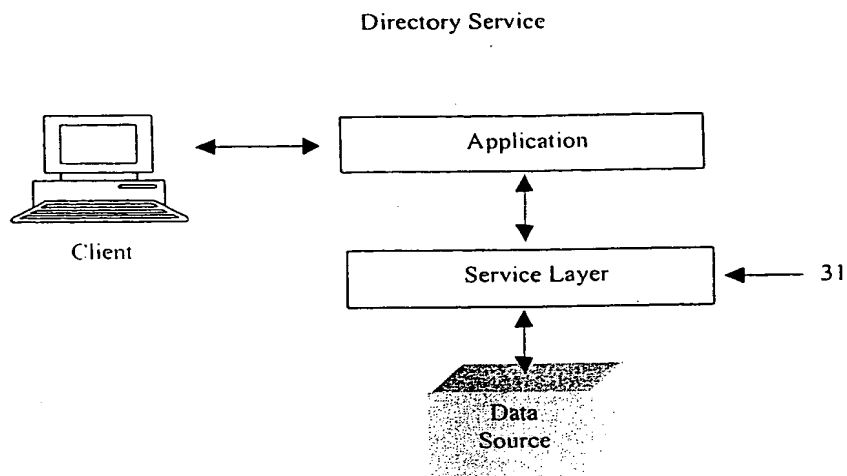 Directory Service
Application
Client
Service Layer
31
Data
Source